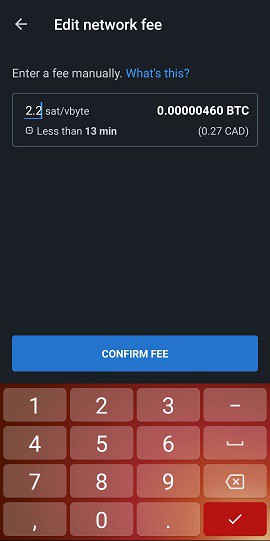 Edit network fee
Enter a fee manually. What's this?
2.2 sat/vbyte 0.00000460 BTC
Less than 13 min (0.27 CAD)
CONFIRM FEE
1 2 3 –
4 5 6
7 8 9
, 0 .